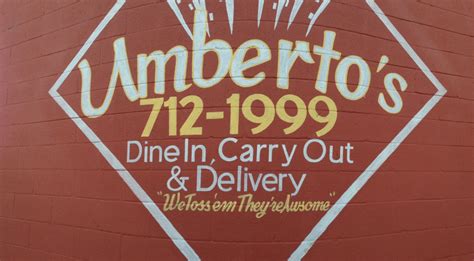 Umberto's
712-1999
Dine In, Carry Out
& Delivery
"We Toss'em They're Awsome"